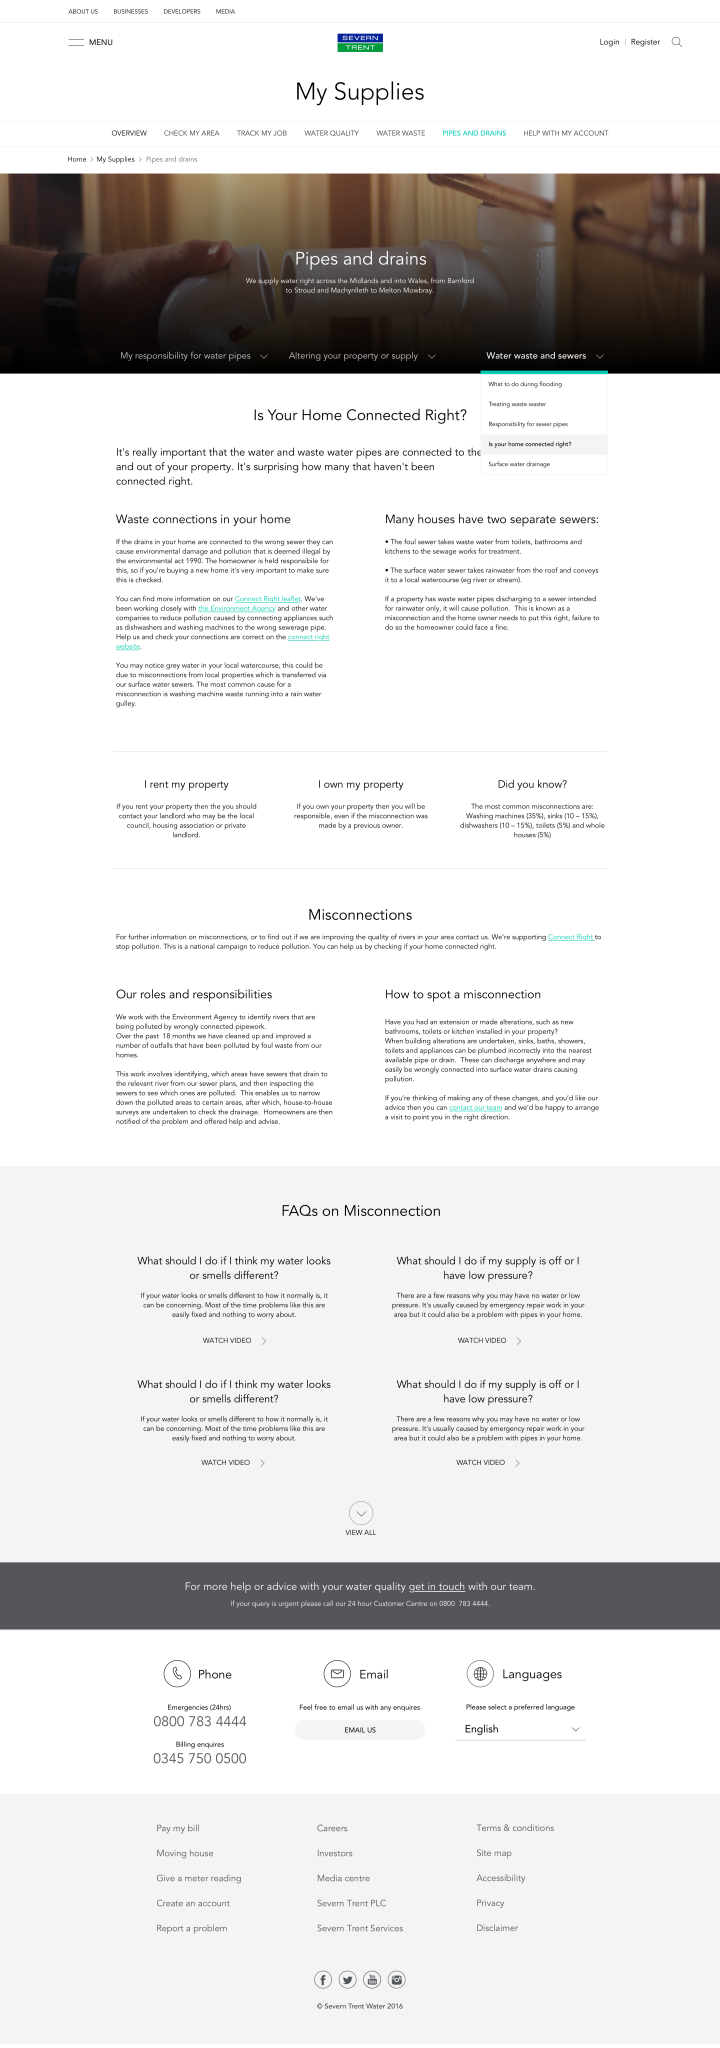 ABOUT US BUSINESSES DEVELOPERS MEDIA
MENU
SEVERN
TRENT
Login | Register
My Supplies
OVERVIEW CHECK MY AREA TRACK MY JOB WATER QUALITY WATER WASTE PIPES AND DRAINS HELP WITH MY ACCOUNT
Home > My Supplies > Pipes and drains
Pipes and drains
We supply water right across the Midlands and into Wales, from Bamford
to Stroud and Machynlleth to Melton Mowbray.
My responsibility for water pipes Altering your property or supply Water waste and sewers
What to do during flooding
Treating waste waster
Responsibility for sewer pipes
Is your home connected right?
Surface water drainage
Is Your Home Connected Right?
It's really important that the water and waste water pipes are connected to the
and out of your property. It's surprising how many that haven't been
connected right.
Waste connections in your home
If the drains in your home are connected to the wrong sewer they can
cause environmental damage and pollution that is deemed illegal by
the environmental act 1990. The homeowner is held responsible for
this, so if you're buying a new home it's very important to make sure
this is checked.
You can find more information on our Connect Right leaflet. We've
been working closely with the Environment Agency and other water
companies to reduce pollution caused by connecting appliances such
as dishwashers and washing machines to the wrong sewerage pipe.
Help us and check your connections are correct on the connect right
website.
You may notice grey water in your local watercourse, this could be
due to misconnections from local properties which is transferred via
our surface water sewers. The most common cause for a
misconnection is washing machine waste running into a rain water
gulley.
Many houses have two separate sewers:
• The foul sewer takes waste water from toilets, bathrooms and
kitchens to the sewage works for treatment.
• The surface water sewer takes rainwater from the roof and conveys
it to a local watercourse (eg river or stream).
If a property has waste water pipes discharging to a sewer intended
for rainwater only, it will cause pollution.  This is known as a
misconnection and the home owner needs to put this right, failure to
do so the homeowner could face a fine.
I rent my property
If you rent your property then the you should
contact your landlord who may be the local
council, housing association or private
landlord.
I own my property
If you own your property then you will be
responsible, even if the misconnection was
made by a previous owner.
Did you know?
The most common misconnections are:
Washing machines (35%), sinks (10 – 15%),
dishwashers (10 – 15%), toilets (5%) and whole
houses (5%)
Misconnections
For further information on misconnections, or to find out if we are improving the quality of rivers in your area contact us. We're supporting Connect Right to
stop pollution. This is a national campaign to reduce pollution. You can help us by checking if your home connected right.
Our roles and responsibilities
We work with the Environment Agency to identify rivers that are
being polluted by wrongly connected pipework.
Over the past  18 months we have cleaned up and improved a
number of outfalls that have been polluted by foul waste from our
homes.
This work involves identifying, which areas have sewers that drain to
the relevant river from our sewer plans, and then inspecting the
sewers to see which ones are polluted.  This enables us to narrow
down the polluted areas to certain areas, after which, house-to-house
surveys are undertaken to check the drainage.  Homeowners are then
notified of the problem and offered help and advise.
How to spot a misconnection
Have you had an extension or made alterations, such as new
bathrooms, toilets or kitchen installed in your property?
When building alterations are undertaken, sinks, baths, showers,
toilets and appliances can be plumbed incorrectly into the nearest
available pipe or drain.  These can discharge anywhere and may
easily be wrongly connected into surface water drains causing
pollution.
If you're thinking of making any of these changes, and you'd like our
advice then you can contact our team and we'd be happy to arrange
a visit to point you in the right direction.
FAQs on Misconnection
What should I do if I think my water looks
or smells different?
If your water looks or smells different to how it normally is, it
can be concerning. Most of the time problems like this are
easily fixed and nothing to worry about.
WATCH VIDEO
What should I do if my supply is off or I
have low pressure?
There are a few reasons why you may have no water or low
pressure. It's usually caused by emergency repair work in your
area but it could also be a problem with pipes in your home.
WATCH VIDEO
What should I do if I think my water looks
or smells different?
If your water looks or smells different to how it normally is, it
can be concerning. Most of the time problems like this are
easily fixed and nothing to worry about.
WATCH VIDEO
What should I do if my supply is off or I
have low pressure?
There are a few reasons why you may have no water or low
pressure. It's usually caused by emergency repair work in your
area but it could also be a problem with pipes in your home.
WATCH VIDEO
VIEW ALL
For more help or advice with your water quality get in touch with our team.
If your query is urgent please call our 24 hour Customer Centre on 0800  783 4444.
Phone
Emergencies (24hrs)
0800 783 4444
Billing enquires
0345 750 0500
Email
Feel free to email us with any enquires
EMAIL US
Languages
Please select a preferred language
English
Pay my bill
Moving house
Give a meter reading
Create an account
Report a problem
Careers
Investors
Media centre
Severn Trent PLC
Severn Trent Services
Terms & conditions
Site map
Accessibility
Privacy
Disclaimer
You Tube
© Severn Trent Water 2016